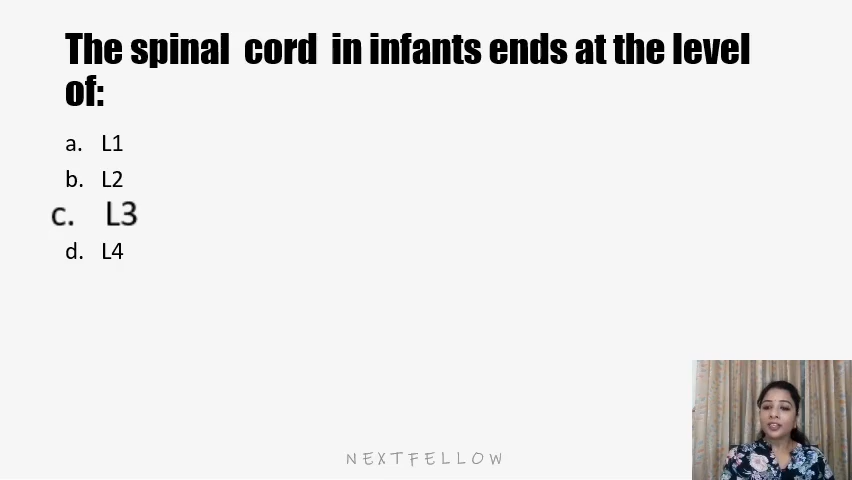 The spinal cord in infants ends at the level
of:
a. L1
b. L2
c. L3
d. L4
NEXTFELLOW